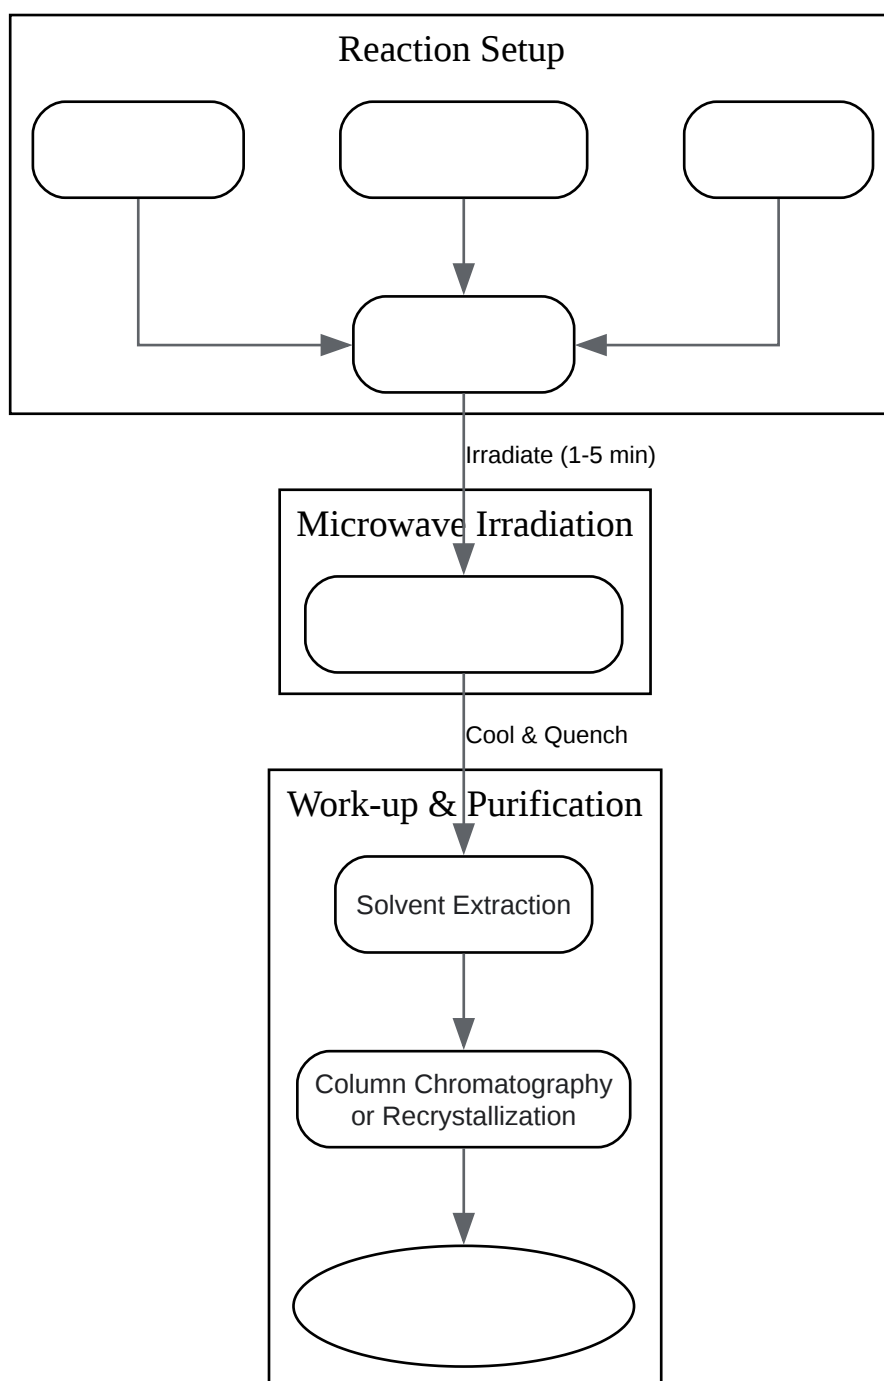 Reaction Setup
Irradiate (1-5 min)
Microwave Irradiation
Cool & Quench
Work-up & Purification
Solvent Extraction
Column Chromatography
or Recrystallization